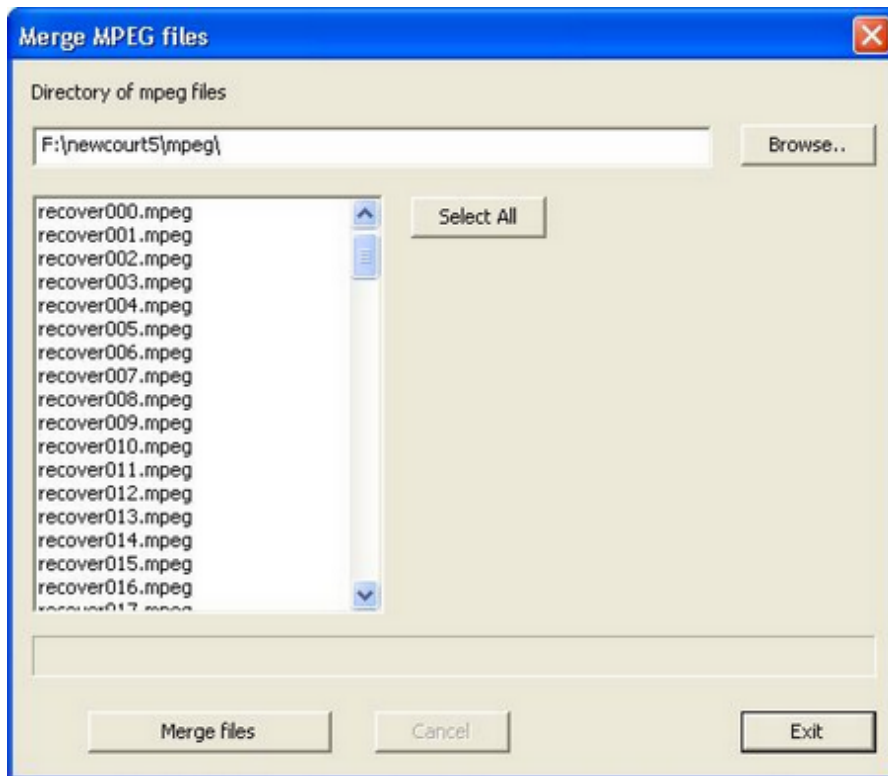 Merge MPEG files
Directory of mpeg files
F:\newcourt5\mpeg\
Browse..
recover000.mpeg
Select All
recover001.mpeg
recover002.mpeg
recover003.mpeg
recover004.mpeg
recover005.mpeg
recover006.mpeg
recover007.mpeg
recover008.mpeg
recover009.mpeg
recover010.mpeg
recover011.mpeg
recover012.mpeg
recover013.mpeg
recover014.mpeg
recover015.mpeg
recover016.mpeg
recover017.mpeg
Merge files
Cancel
Exit